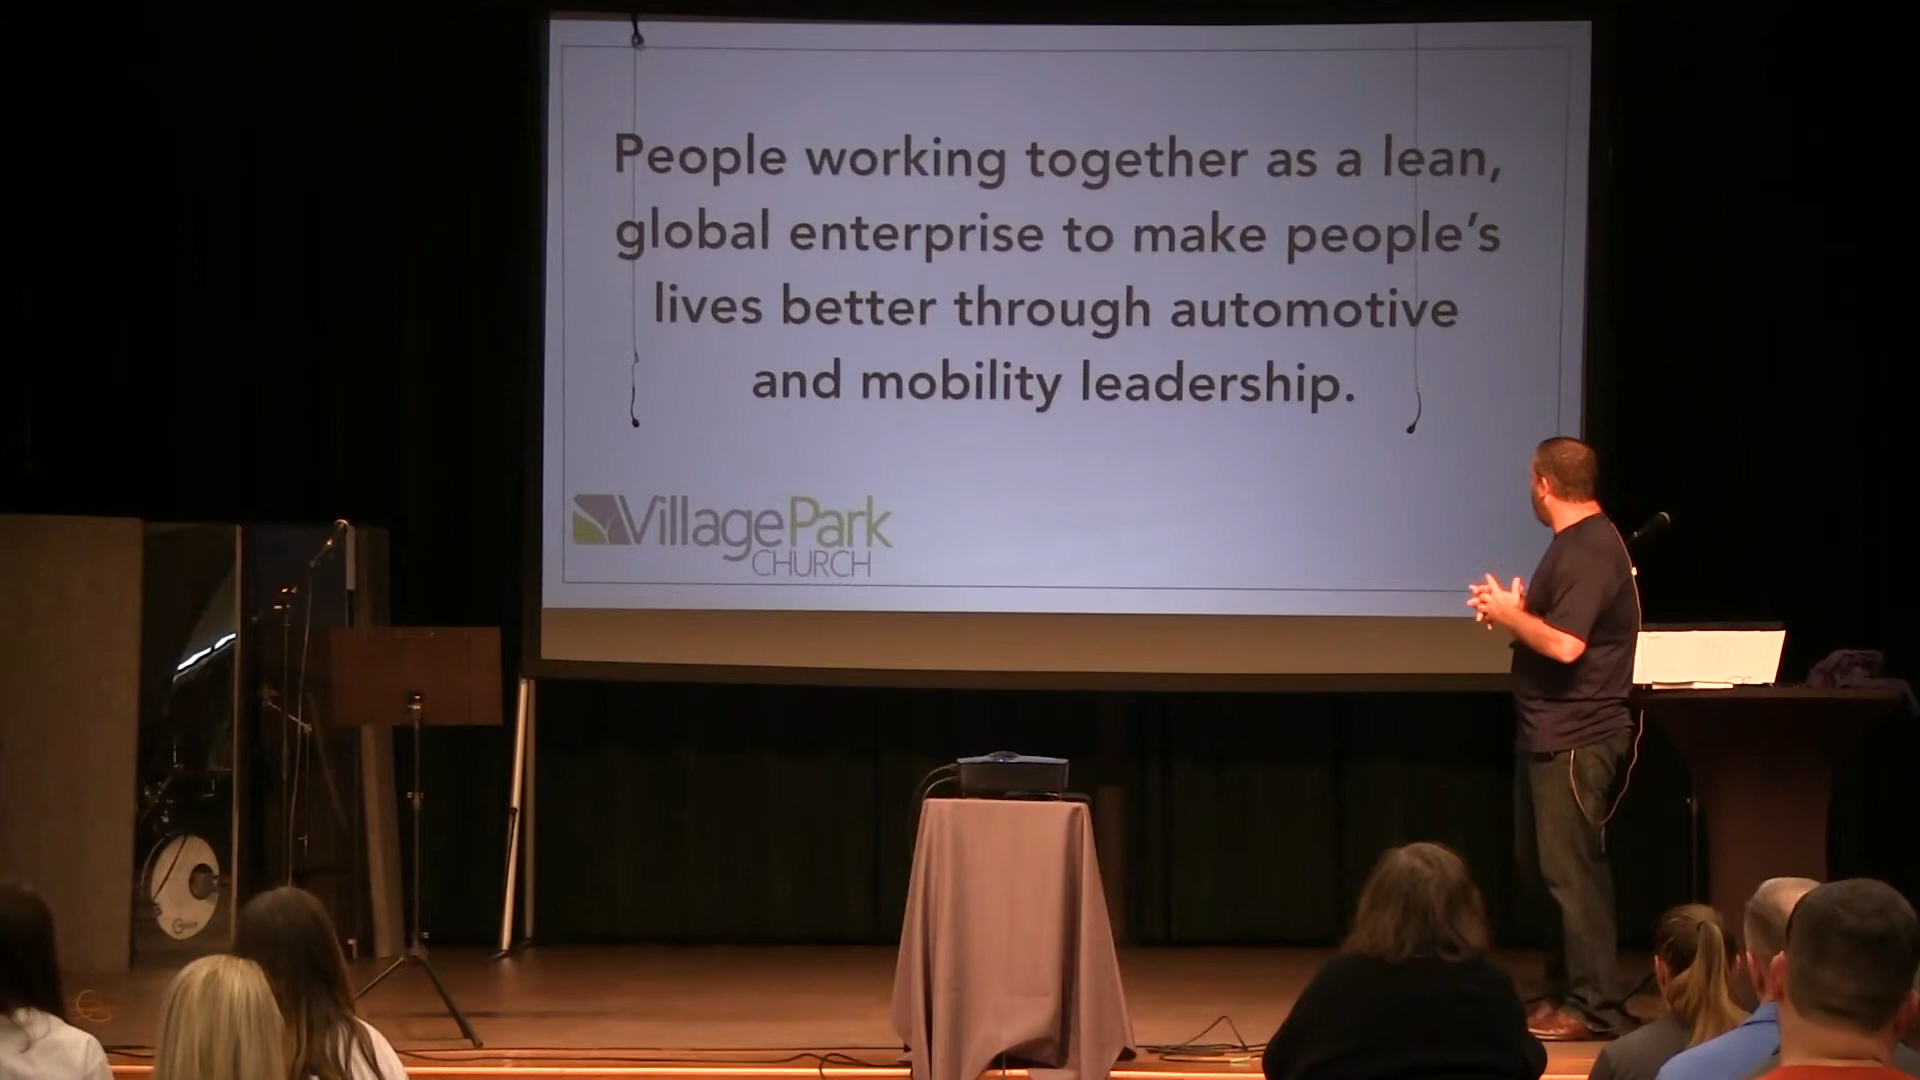 People working together as a lean,
global enterprise to make people's
lives better through automotive
and mobility leadership.
VillagePark
CHURCH